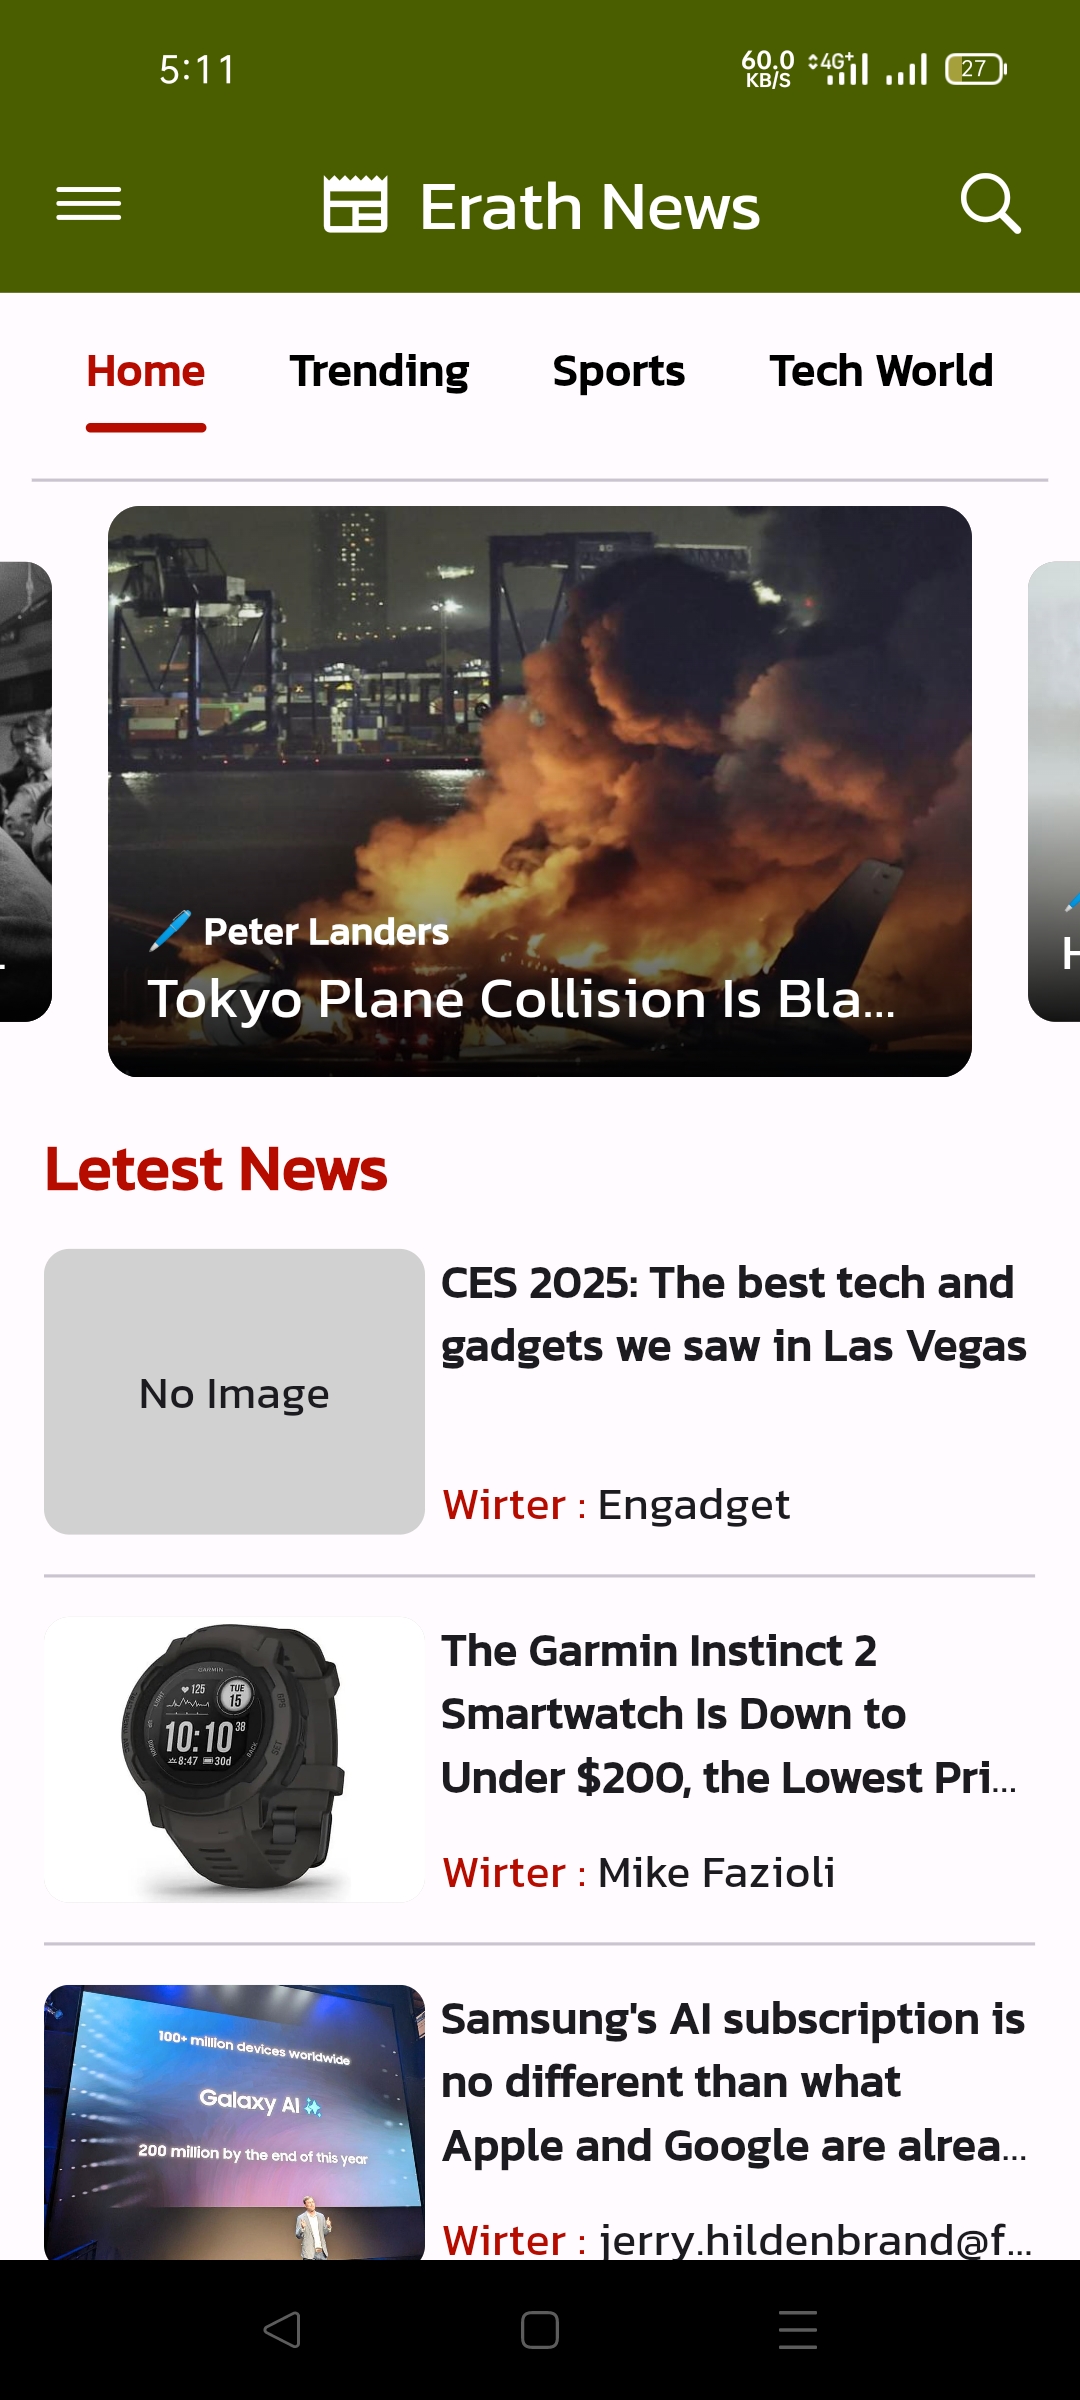 5:11
60.0
KB/S
4G+
27
Erath News
Home
Trending
Sports
Tech World
Peter Landers
Tokyo Plane Collision Is Bla...
H
Letest News
No Image
CES 2025: The best tech and
gadgets we saw in Las Vegas
Wirter : Engadget
GARMIN
125
TUE
15
10:10 38
8:47 30d
The Garmin Instinct 2
Smartwatch Is Down to
Under $200, the Lowest Pri...
Wirter : Mike Fazioli
100+ million devices worldwide
Galaxy AI
200 million by the end of this year
Samsung's AI subscription is
no different than what
Apple and Google are alrea...
Wirter : jerry.hildenbrand@f...